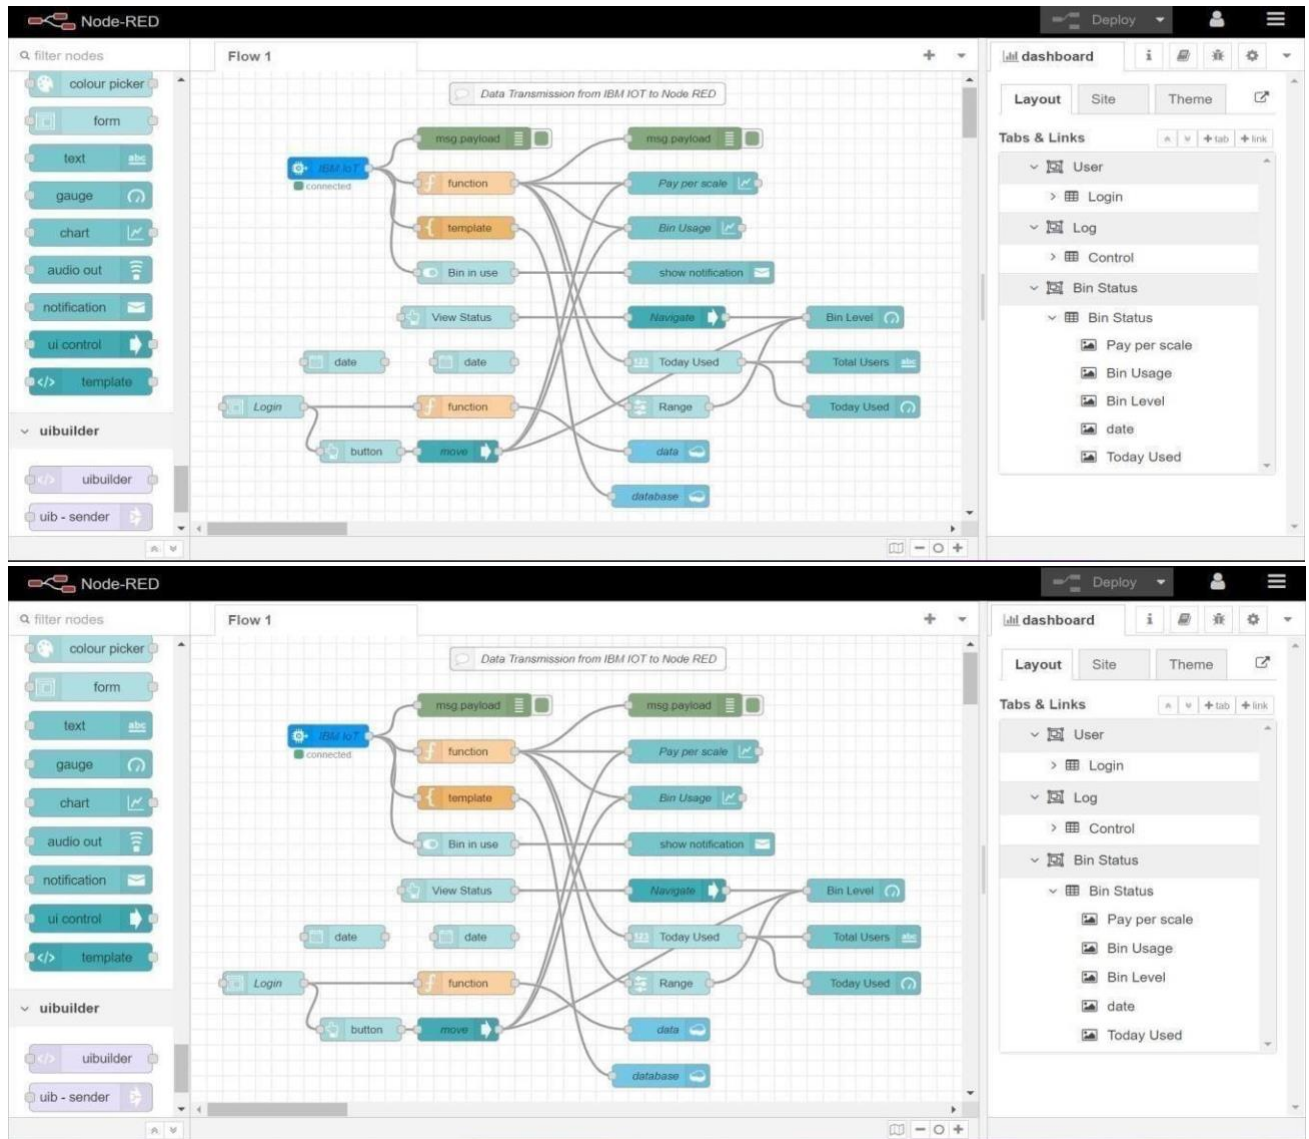 Node-RED
Deploy
filter nodes
Flow 1
dashboard
i
colour picker
form
text
abc
gauge
chart
audio out
notification
ui control
</> template
uibuilder
</> uibuilder
uib - sender
Data Transmission from IBM IOT to Node RED
msg.payload
msg.payload
IBM IoT
connected
f function
Pay per scale
{ template
Bin Usage
Bin in use
show notification
View Status
Navigate
Bin Level
date
date
123 Today Used
Total Users abc
Login
f function
Range
Today Used
button
move
data
database
Layout
Site
Theme
Tabs & Links
+ tab
+ link
User
Login
Log
Control
Bin Status
Bin Status
Pay per scale
Bin Usage
Bin Level
date
Today Used
Node-RED
Deploy
filter nodes
Flow 1
dashboard
i
colour picker
form
text
abc
gauge
chart
audio out
notification
ui control
</> template
uibuilder
</> uibuilder
uib - sender
Data Transmission from IBM IOT to Node RED
msg.payload
msg.payload
IBM IoT
connected
f function
Pay per scale
{ template
Bin Usage
Bin in use
show notification
View Status
Navigate
Bin Level
date
date
123 Today Used
Total Users abc
Login
f function
Range
Today Used
button
move
data
database
Layout
Site
Theme
Tabs & Links
+ tab
+ link
User
Login
Log
Control
Bin Status
Bin Status
Pay per scale
Bin Usage
Bin Level
date
Today Used